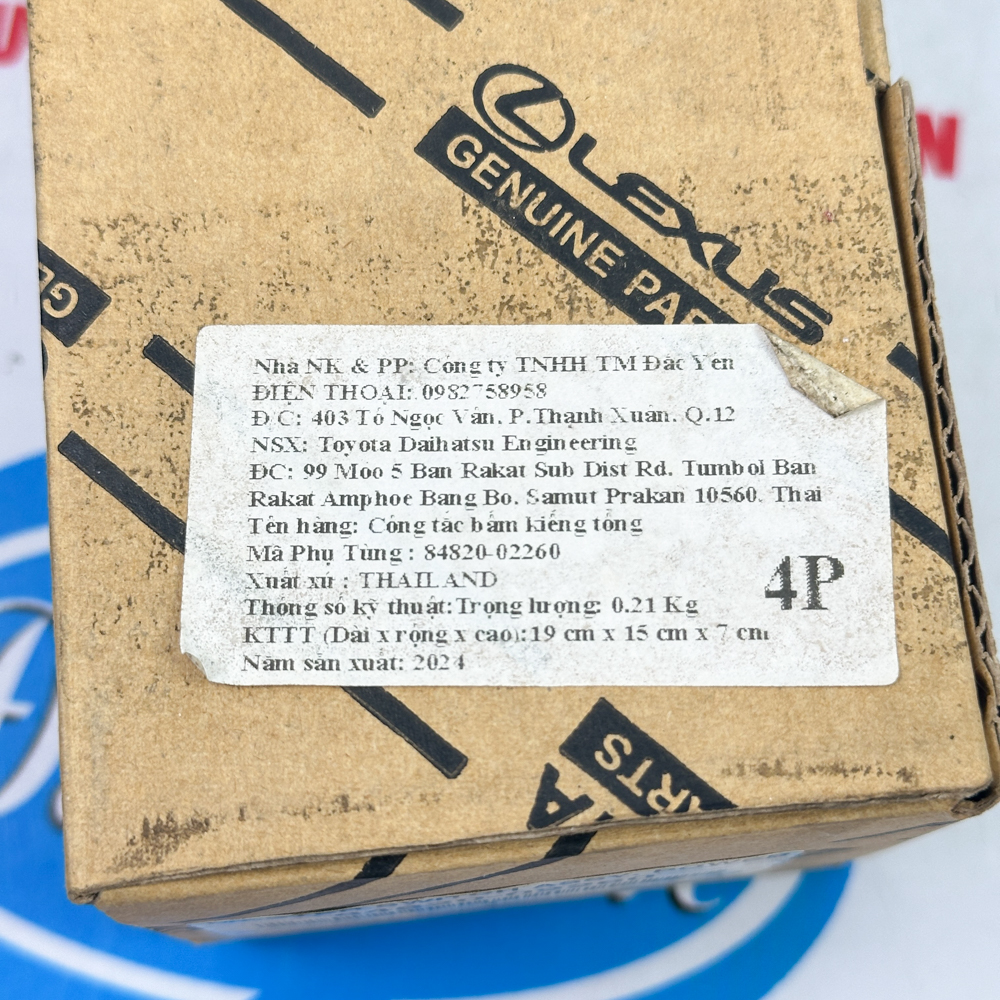 LEXUS
GENUINE PAR
Nhà NK & PP: Công ty TNHH TM Đắc Yến
ĐIỆN THOẠI: 0982758958
Đ/C: 403 Tô Ngọc Vân, P.Thạnh Xuân, Q.12
NSX: Toyota Daihatsu Engineering
ĐC: 99 Moo 5 Ban Rakat Sub Dist Rd. Tumbol Ban
Rakat Amphoe Bang Bo, Samut Prakan 10560. Thai
Tên hàng: Công tắc bấm kiếng tổng
Mã Phụ Tùng : 84820-02260
Xuất xứ : THAILAND
4P
Thông số kỹ thuật:Trọng lượng: 0.21 Kg
KTTT (Dài x rộng x cao):19 cm x 15 cm x 7 cm
Năm sản xuất: 2024
ARTS